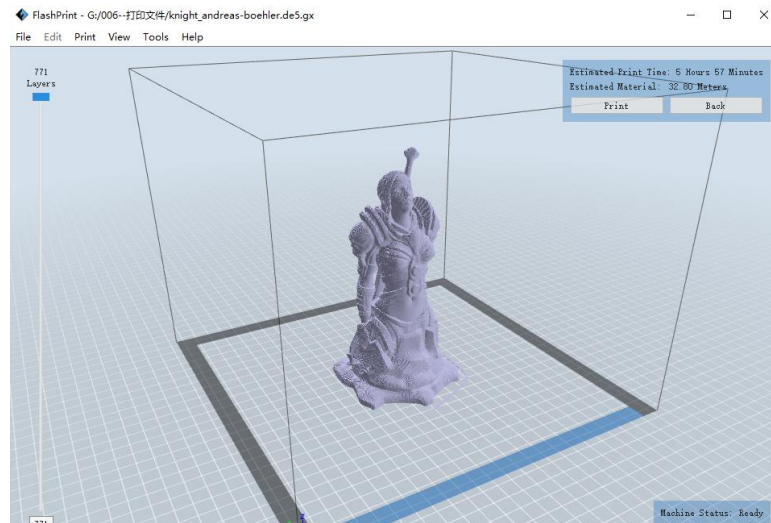 FlashPrint - G:/006--打印文件/knight_andreas-boehler.de5.gx
File Edit Print View Tools Help
771
Layers
Estimated Print Time: 5 Hours 57 Minutes
Estimated Material: 32.80 Meters
Print Back
771
Machine Status: Ready